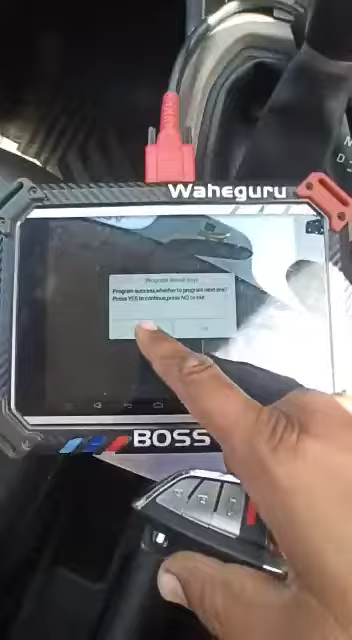 Waheguru
Program smart key
Program success,whether to program next one?
Press YES to continue,press NO to exit
BOSS
N
D